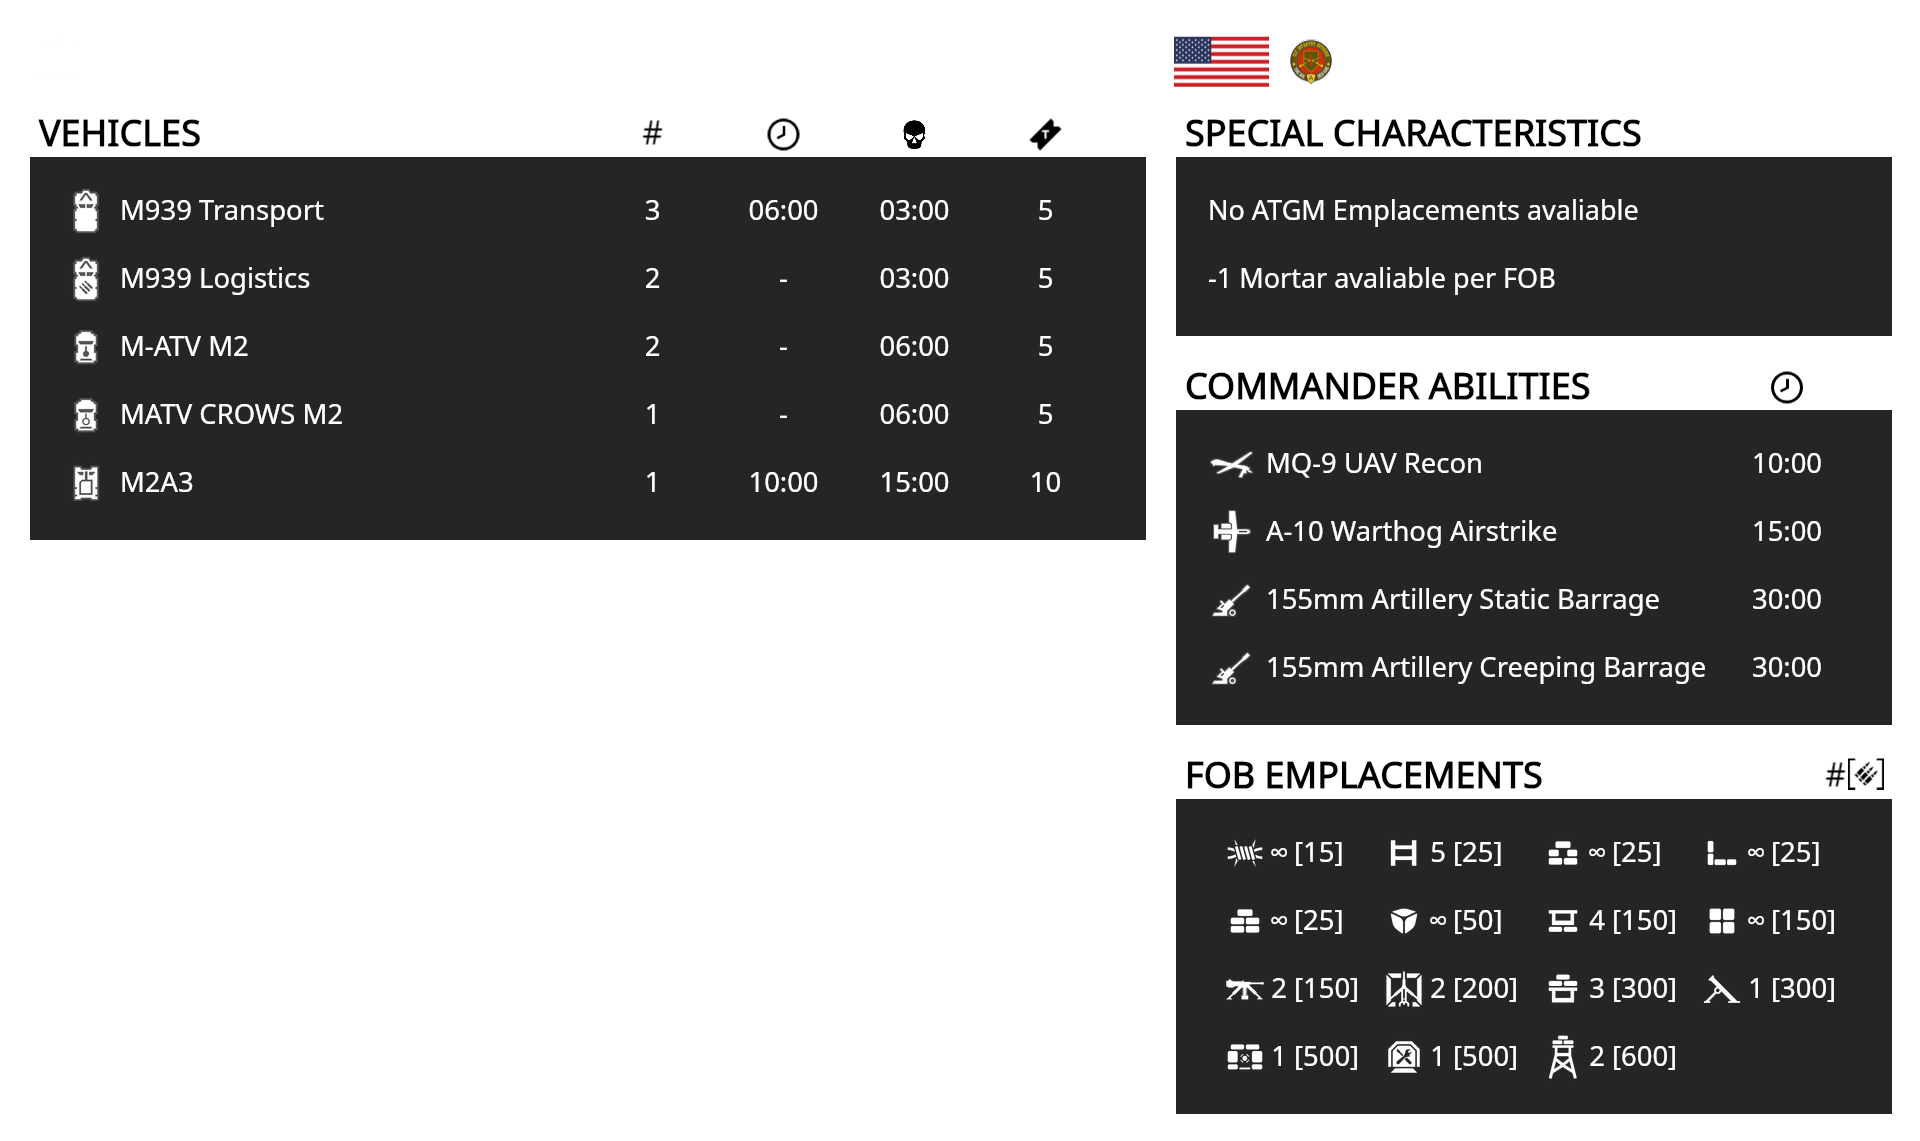 VEHICLES #
M939 Transport 3 06:00 03:00 5
M939 Logistics 2 - 03:00 5
M-ATV M2 2 - 06:00 5
MATV CROWS M2 1 - 06:00 5
M2A3 1 10:00 15:00 10
SPECIAL CHARACTERISTICS
No ATGM Emplacements avaliable
-1 Mortar avaliable per FOB
COMMANDER ABILITIES
MQ-9 UAV Recon 10:00
A-10 Warthog Airstrike 15:00
155mm Artillery Static Barrage 30:00
155mm Artillery Creeping Barrage 30:00
FOB EMPLACEMENTS #[]
∞ [15] 5 [25] ∞ [25] ∞ [25]
∞ [25] ∞ [50] 4 [150] ∞ [150]
2 [150] 2 [200] 3 [300] 1 [300]
1 [500] 1 [500] 2 [600]